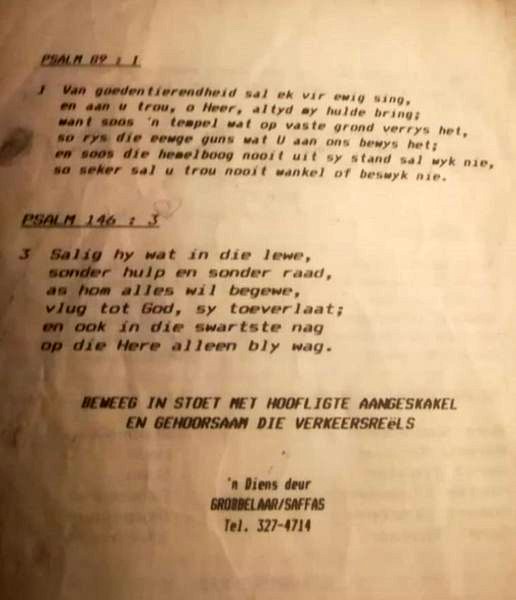 PSALM 89 : 1
1 Van goedentierendheid sal ek vir ewig sing,
en aan u trou, o Heer, altyd my hulde bring;
want soos 'n tempel wat op vaste grond verrys het,
so rys die eewge guns wat U aan ons bewys het;
en soos die hemelboog nooit uit sy stand sal wyk nie,
so seker sal u trou nooit wankel of beswyk nie.
PSALM 146 : 3
3 Salig hy wat in die lewe,
sonder hulp en sonder raad,
as hom alles wil begewe,
vlug tot God, sy toeverlaat;
en ook in die swartste nag
op die Here alleen bly wag.
BEWEEG IN STOET MET HOOFLIGTE AANGESKAKEL
EN GEHOORSAAM DIE VERKEERSREëLS
'n Diens deur
GROBBELAAR/SAFFAS
Tel. 327-4714